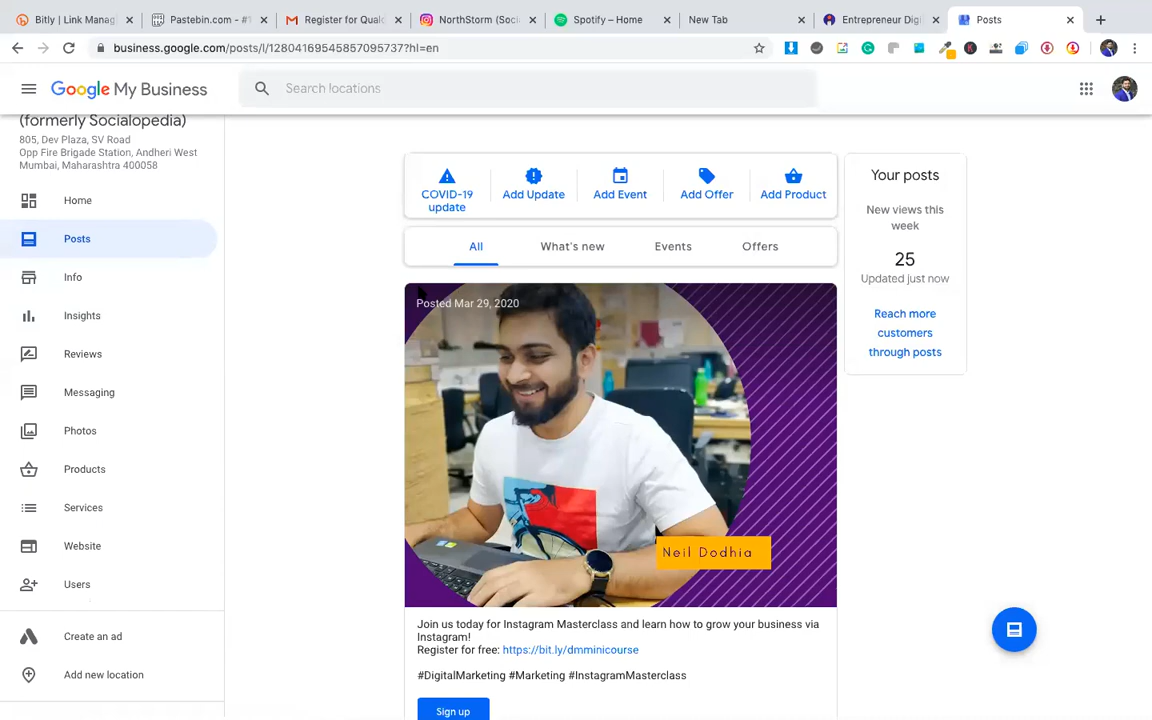 Bitly | Link Manag
Pastebin.com - #1
Register for Qual
NorthStorm (Soci
Spotify – Home
New Tab
Entrepreneur Digi
Posts
business.google.com/posts/l/12804169545857095737?hl=en
Google My Business
Search locations
(formerly Socialopedia)
805, Dev Plaza, SV Road
Opp Fire Brigade Station, Andheri West
Mumbai, Maharashtra 400058
Home
Posts
Info
Insights
Reviews
Messaging
Photos
Products
Services
Website
Users
Create an ad
Add new location
COVID-19
update
Add Update
Add Event
Add Offer
Add Product
All
What's new
Events
Offers
Posted Mar 29, 2020
Neil Dodhia
Join us today for Instagram Masterclass and learn how to grow your business via
Instagram!
Register for free: https://bit.ly/dmminicourse
#DigitalMarketing #Marketing #InstagramMasterclass
Sign up
Your posts
New views this
week
25
Updated just now
Reach more
customers
through posts